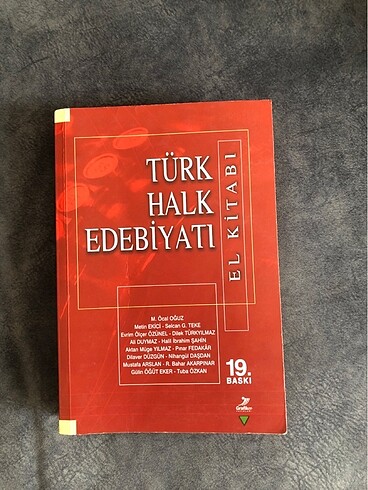 TÜRK
HALK
EDEBİYATI
EL KİTABI
M. Öcal OĞUZ
Metin EKİCİ - Selcan G. TEKE
Evrim Ölçer ÖZÜNEL - Dilek TÜRKYILMAZ
Ali DUYMAZ - Halil İbrahim ŞAHİN
Aktan Müge YILMAZ - Pınar FEDAKÂR
Dilaver DÜZGÜN - Nihangül DAŞDAN
Mustafa ARSLAN - R. Bahar AKARPINAR
Gülin ÖĞÜT EKER - Tuba ÖZKAN
19.
BASKI
Grafiker